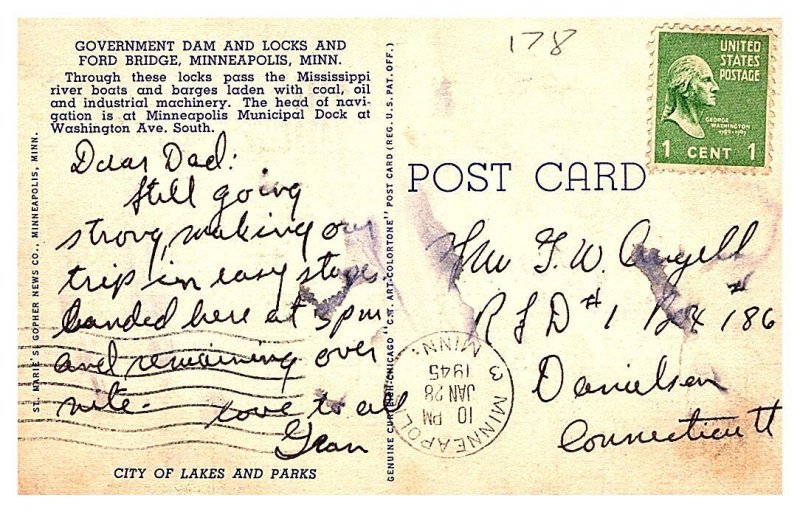 GOVERNMENT DAM AND LOCKS AND
FORD BRIDGE, MINNEAPOLIS, MINN.
Through these locks pass the Mississippi
river boats and barges laden with coal, oil
and industrial machinery. The head of navi-
gation is at Minneapolis Municipal Dock at
Washington Ave. South.
Dear Dad:
Still going
strong, making our
trip in easy stages
Landed here at 5 pm
and remaining over
nite.
Love to all
CITY OF LAKES AND PARKS
ST. MARIE'S GOPHER NEWS CO., MINNEAPOLIS, MINN.
GENUINE CURTEICH-CHICAGO "C.T. ART-COLORTONE" POST CARD (REG. U.S. PAT. OFF.)
178
UNITED
STATES
POSTAGE
GEORGE
WASHINGTON
1 CENT 1
POST CARD
F. W. Angell
R F D #1 #186
Danielson
Connecticut
MINNEAPOLIS 3 MINN.
10 PM
JAN 28
1945